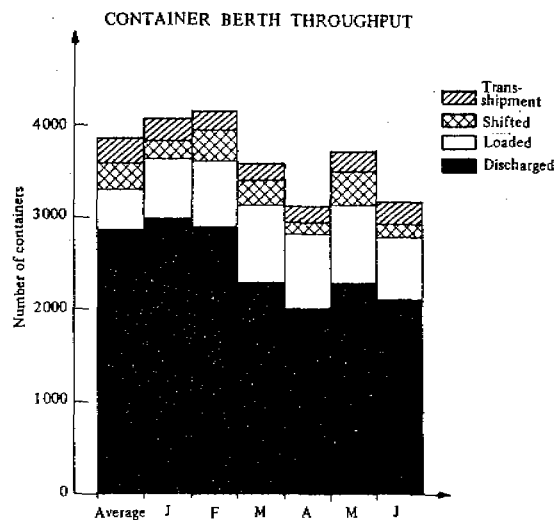 CONTAINER BERTH THROUGHPUT
Trans-
shipment
Shifted
Loaded
Discharged
Number of containers
4000
3000
2000
1000
0
Average J F M A M J